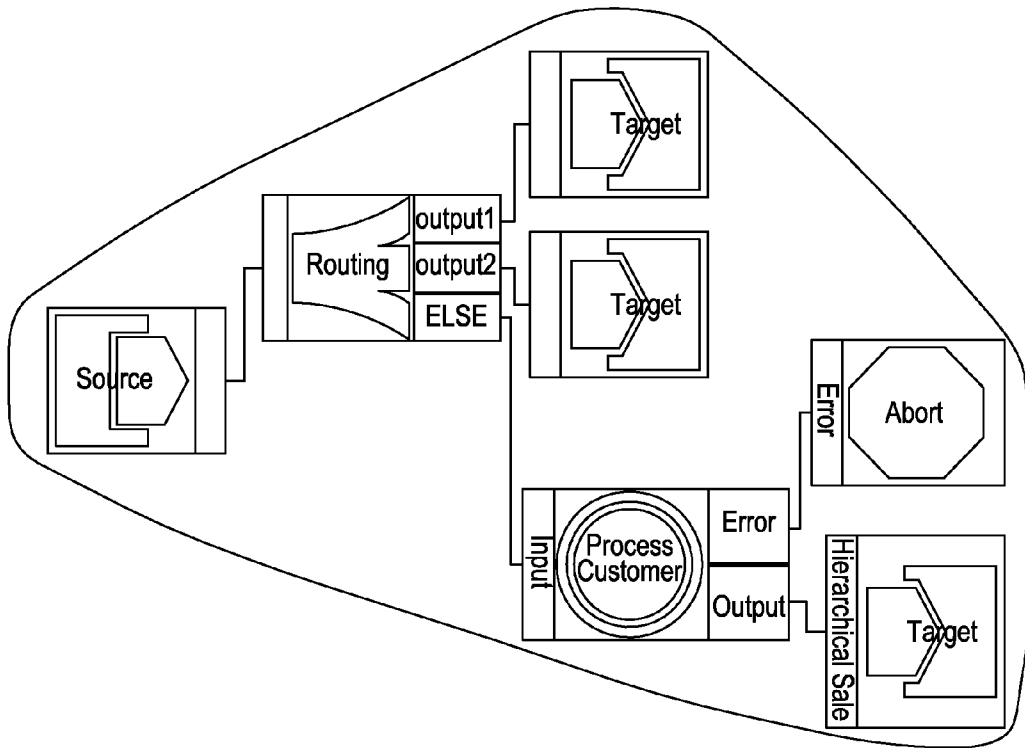 Source
Routing
output1
output2
ELSE
Target
Target
Input
Process
Customer
Error
Output
Error
Abort
Hierarchical Sale
Target